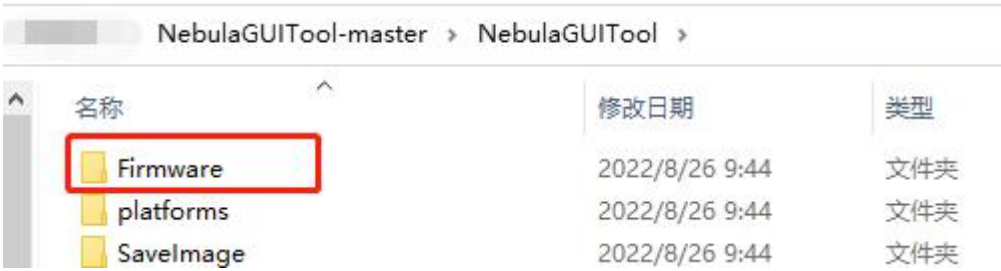 NebulaGUITool-master › NebulaGUITool ›
名称 修改日期 类型
Firmware 2022/8/26 9:44 文件夹
platforms 2022/8/26 9:44 文件夹
SaveImage 2022/8/26 9:44 文件夹